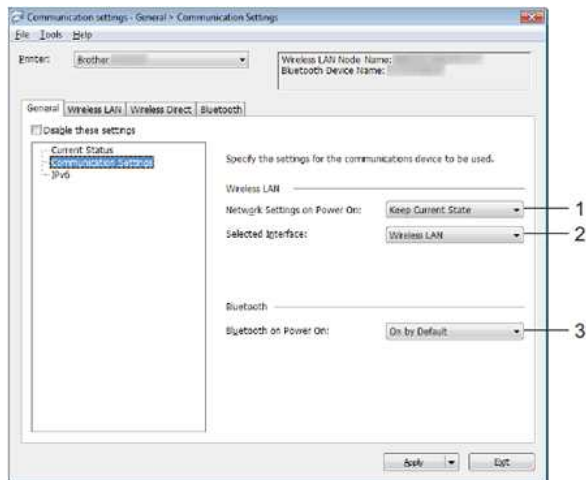 Communication settings - General > Communication Settings
File Tools Help
Printer: Brother
Wireless LAN Node Name:
Bluetooth Device Name:
General Wireless LAN Wireless Direct Bluetooth
Disable these settings
Current Status
Communication Settings
IPv6
Specify the settings for the communications device to be used.
Wireless LAN
Network Settings on Power On: Keep Current State 1
Selected Interface: Wireless LAN 2
Bluetooth
Bluetooth on Power On: On by Default 3
Apply Exit